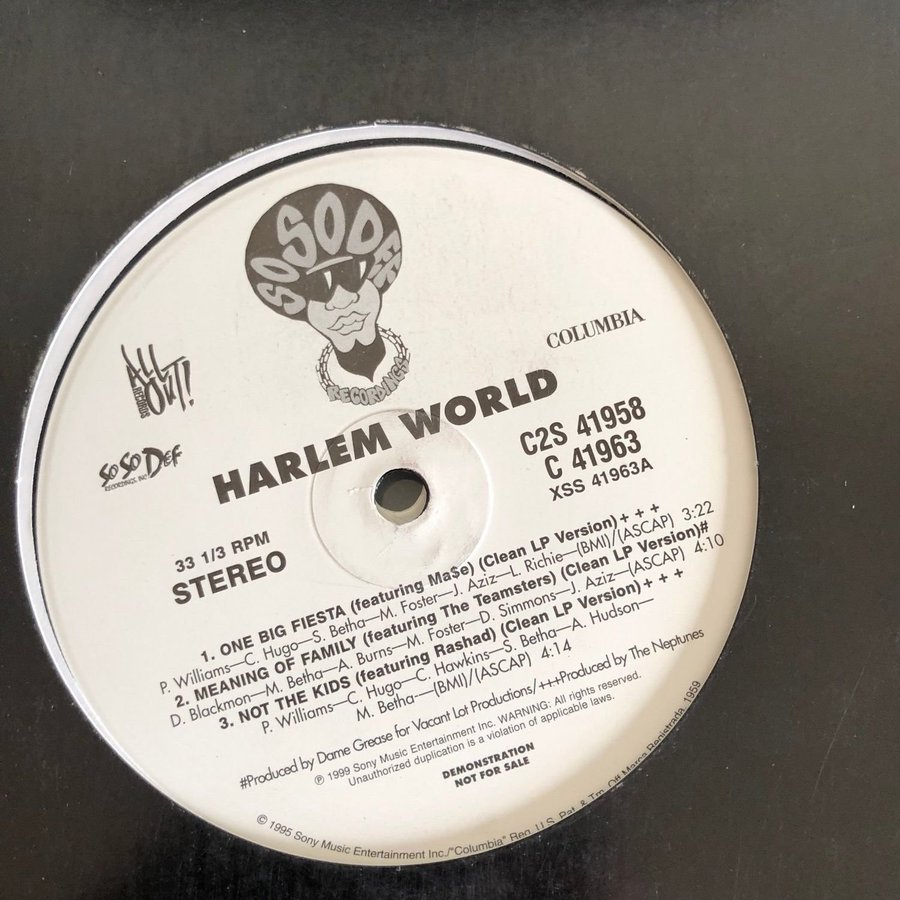 SO SO DEF
RECORDINGS
ALL
OUT!
RECORDS
COLUMBIA
SO SO DEF
RECORDINGS, INC.
HARLEM WORLD
C2S 41958
C 41963
XSS 41963A
33 1/3 RPM
STEREO
1. ONE BIG FIESTA (featuring Ma$e) (Clean LP Version)+ + +
P. Williams—C. Hugo—S. Betha—M. Foster—J. Aziz—L. Richie—(BMI)/(ASCAP) 3:22
2. MEANING OF FAMILY (featuring The Teamsters) (Clean LP Version)#
D. Blackmon—M. Betha—A. Burns—M. Foster—D. Simmons—J. Aziz—(ASCAP) 4:10
3. NOT THE KIDS (featuring Rashad) (Clean LP Version)+ + +
P. Williams—C. Hugo—C. Hawkins—S. Betha—A. Hudson—
M. Betha—(BMI)/(ASCAP) 4:14
#Produced by Dame Grease for Vacant Lot Productions/+++Produced by The Neptunes
℗ 1999 Sony Music Entertainment Inc. WARNING: All rights reserved.
Unauthorized duplication is a violation of applicable laws.
DEMONSTRATION
NOT FOR SALE
© 1995 Sony Music Entertainment Inc./"Columbia" Reg. U.S. Pat. & Tm. Off. Marca Registrada. 1959